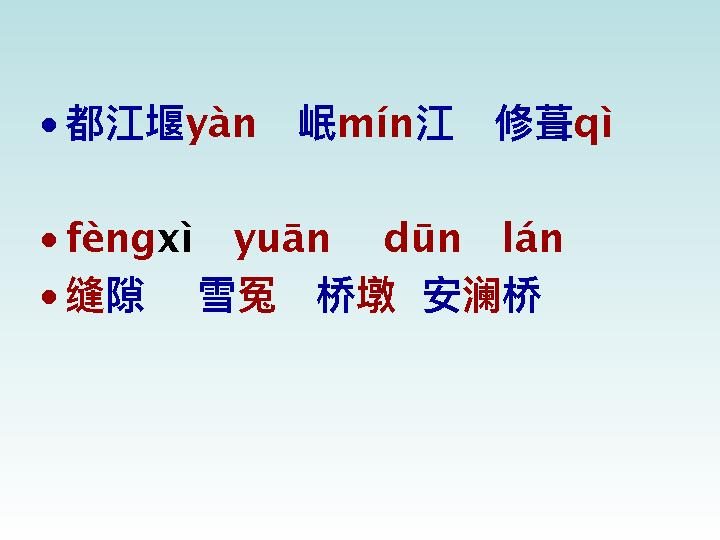 • 都江堰yàn 岷mín江 修葺qì
• fèngxì yuān dūn lán
• 缝隙 雪冤 桥墩 安澜桥